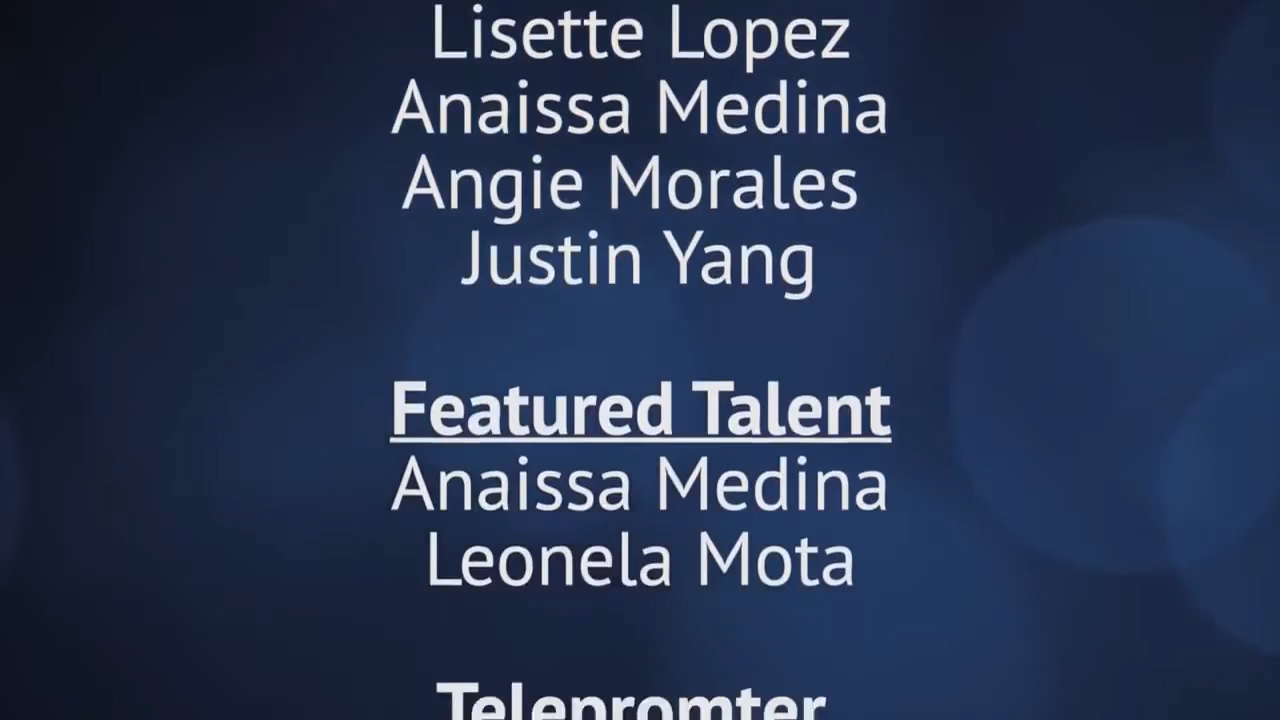 Lisette Lopez
Anaissa Medina
Angie Morales
Justin Yang
Featured Talent
Anaissa Medina
Leonela Mota
Telepromter